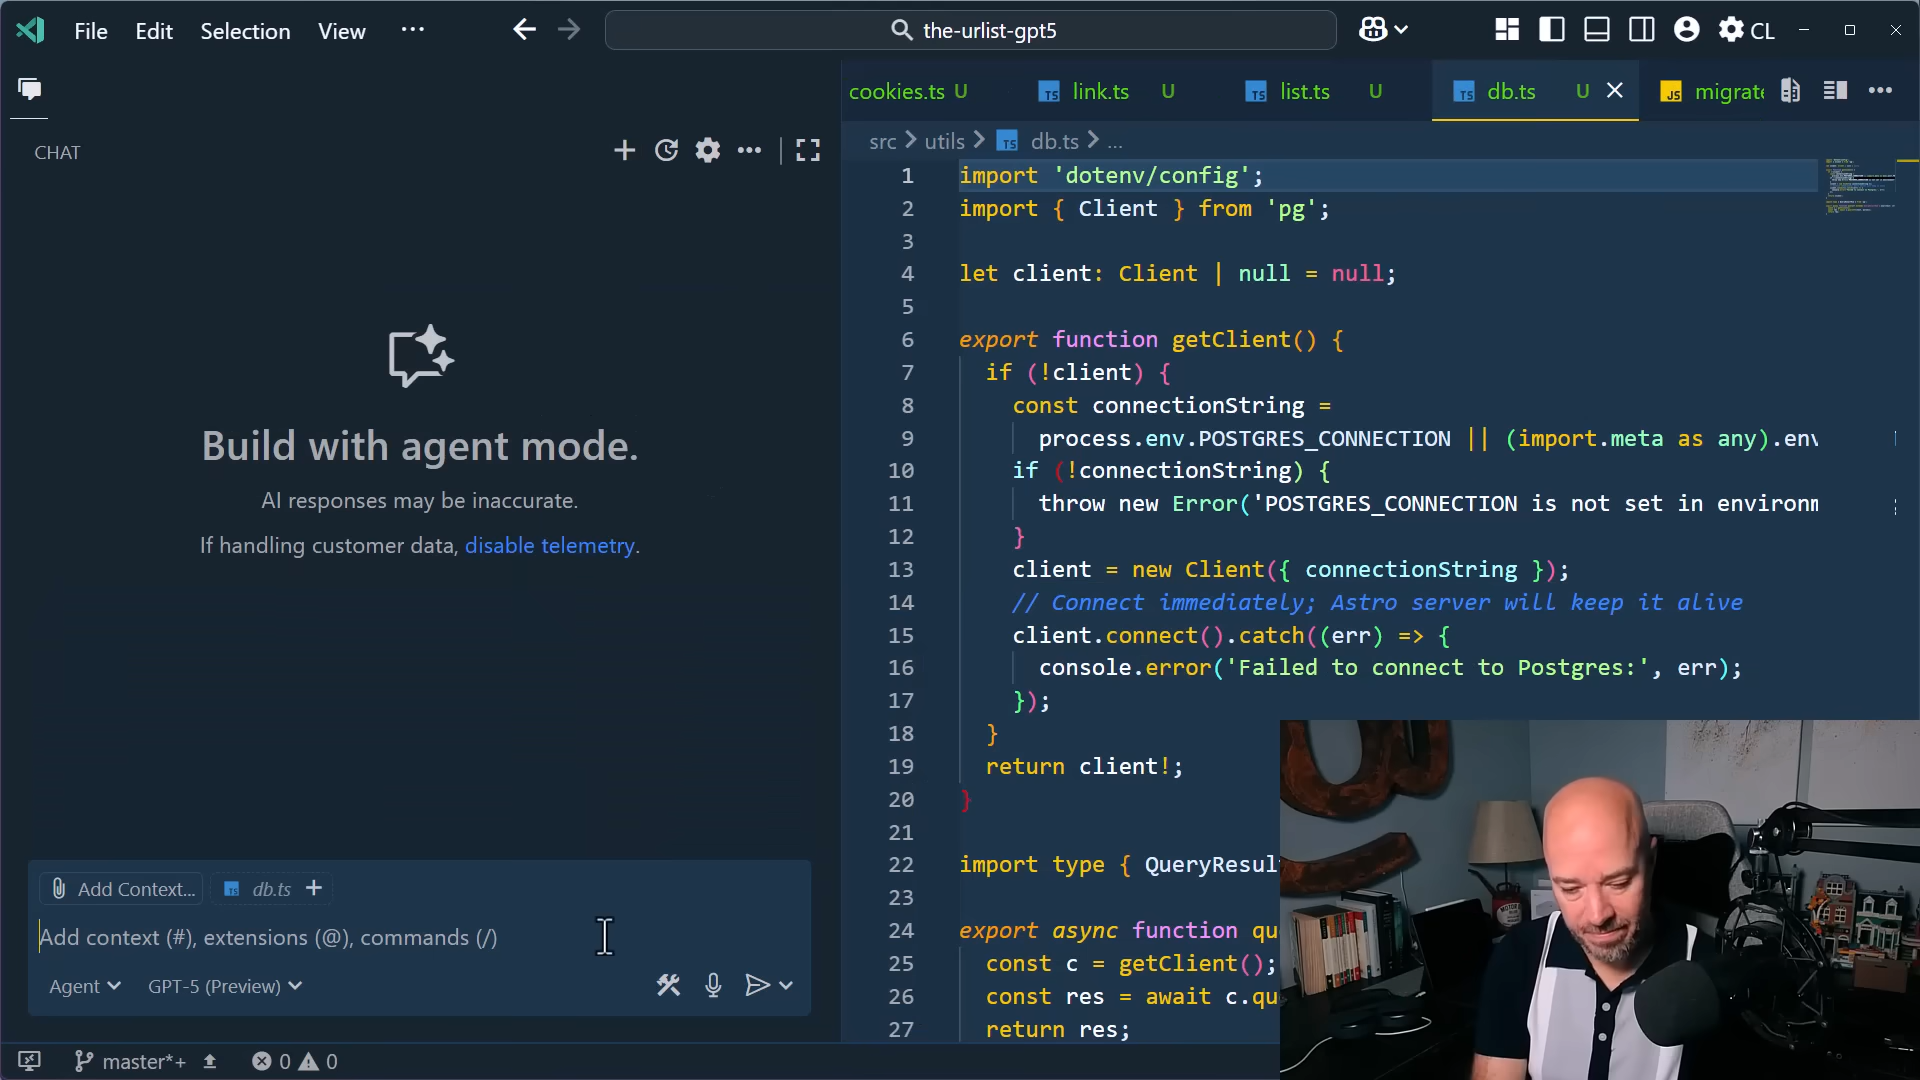 File Edit Selection View ... the-urlist-gpt5 CL
cookies.ts U TS link.ts U TS list.ts U TS db.ts U JS migrate
CHAT
src > utils > TS db.ts > ...
1 import 'dotenv/config';
2 import { Client } from 'pg';
3
4 let client: Client | null = null;
5
6 export function getClient() {
7 if (!client) {
8 const connectionString =
9 process.env.POSTGRES_CONNECTION || (import.meta as any).env
10 if (!connectionString) {
11 throw new Error('POSTGRES_CONNECTION is not set in environm
12 }
13 client = new Client({ connectionString });
14 // Connect immediately; Astro server will keep it alive
15 client.connect().catch((err) => {
16 console.error('Failed to connect to Postgres:', err);
17 });
18 }
19 return client!;
20 }
21
22 import type { QueryResul
23
24 export async function qu
25 const c = getClient();
26 const res = await c.qu
27 return res;
Build with agent mode.
AI responses may be inaccurate.
If handling customer data, disable telemetry.
Add Context... TS db.ts +
Add context (#), extensions (@), commands (/)
Agent GPT-5 (Preview)
master*+ 0 0